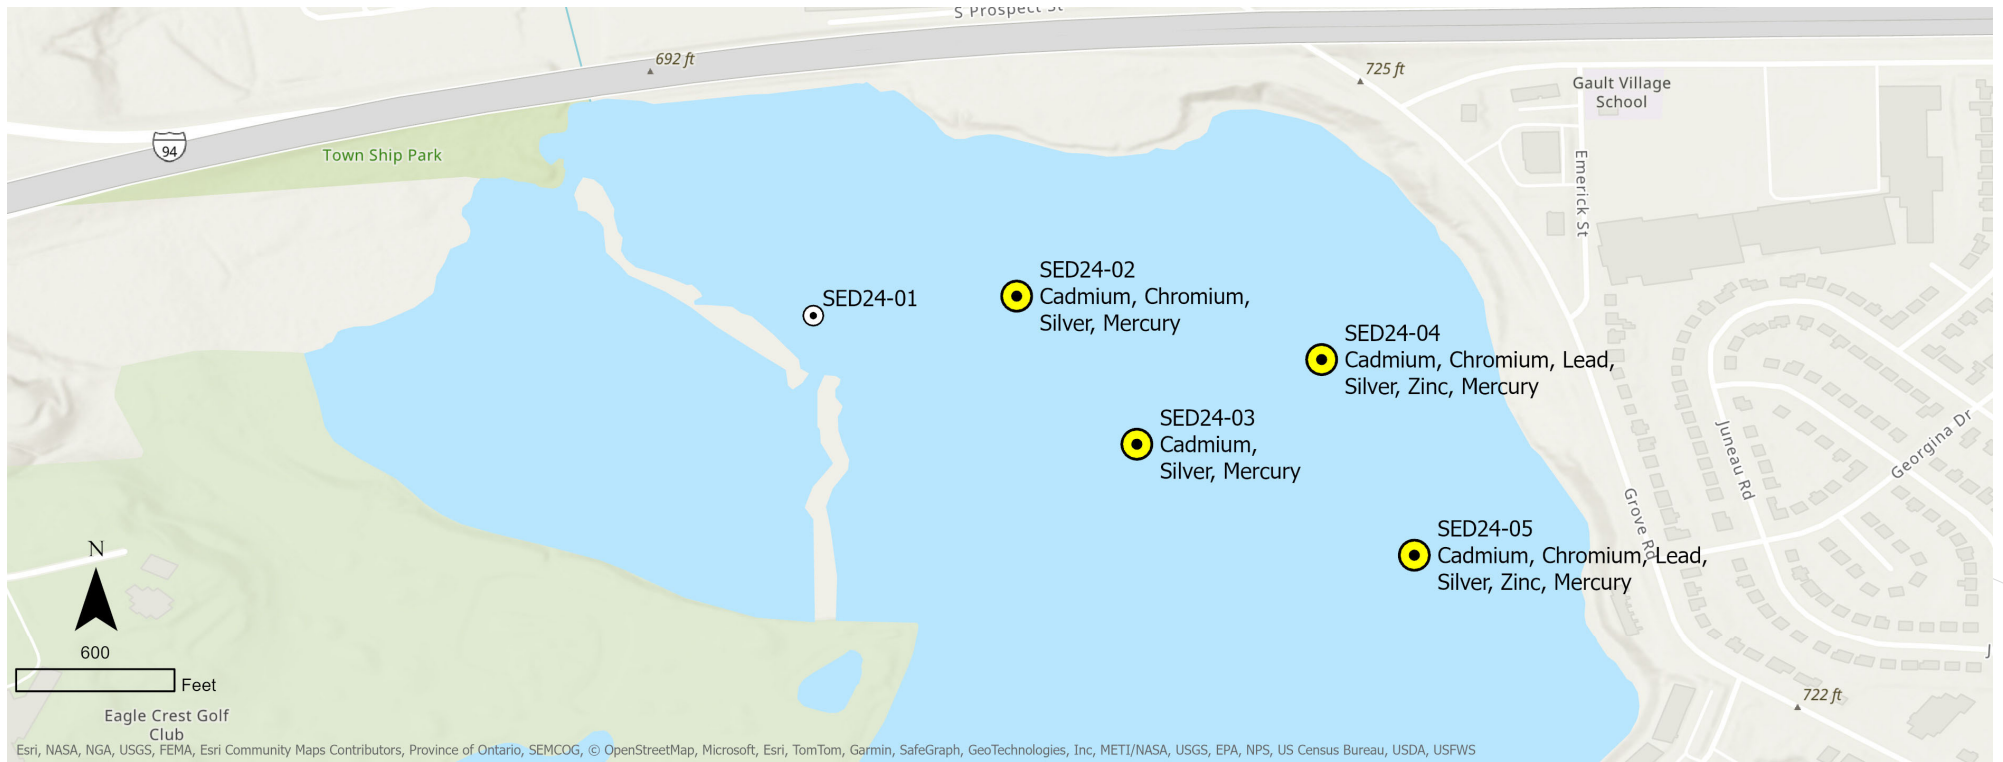 S Prospect St
692 ft
725 ft
Gault Village
School
94
Town Ship Park
Emerick St
SED24-02
Cadmium, Chromium,
Silver, Mercury
SED24-01
SED24-04
Cadmium, Chromium, Lead,
Silver, Zinc, Mercury
SED24-03
Cadmium,
Silver, Mercury
Juneau Rd
Georgina Dr
Grove Rd
SED24-05
Cadmium, Chromium, Lead,
Silver, Zinc, Mercury
N
600
Feet
J
722 ft
Eagle Crest Golf
Club
Esri, NASA, NGA, USGS, FEMA, Esri Community Maps Contributors, Province of Ontario, SEMCOG, © OpenStreetMap, Microsoft, Esri, TomTom, Garmin, SafeGraph, GeoTechnologies, Inc, METI/NASA, USGS, EPA, NPS, US Census Bureau, USDA, USFWS